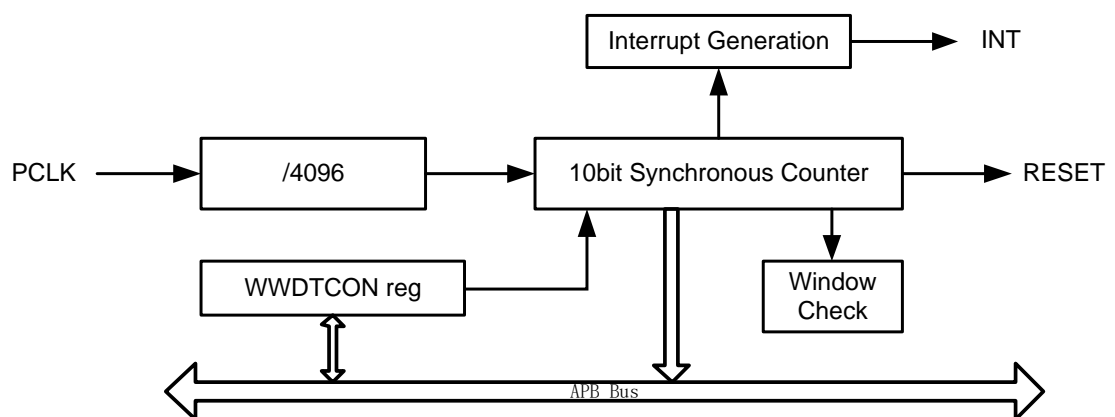 Interrupt Generation
INT
PCLK
/4096
10bit Synchronous Counter
RESET
WWDTCON reg
Window
Check
APB Bus